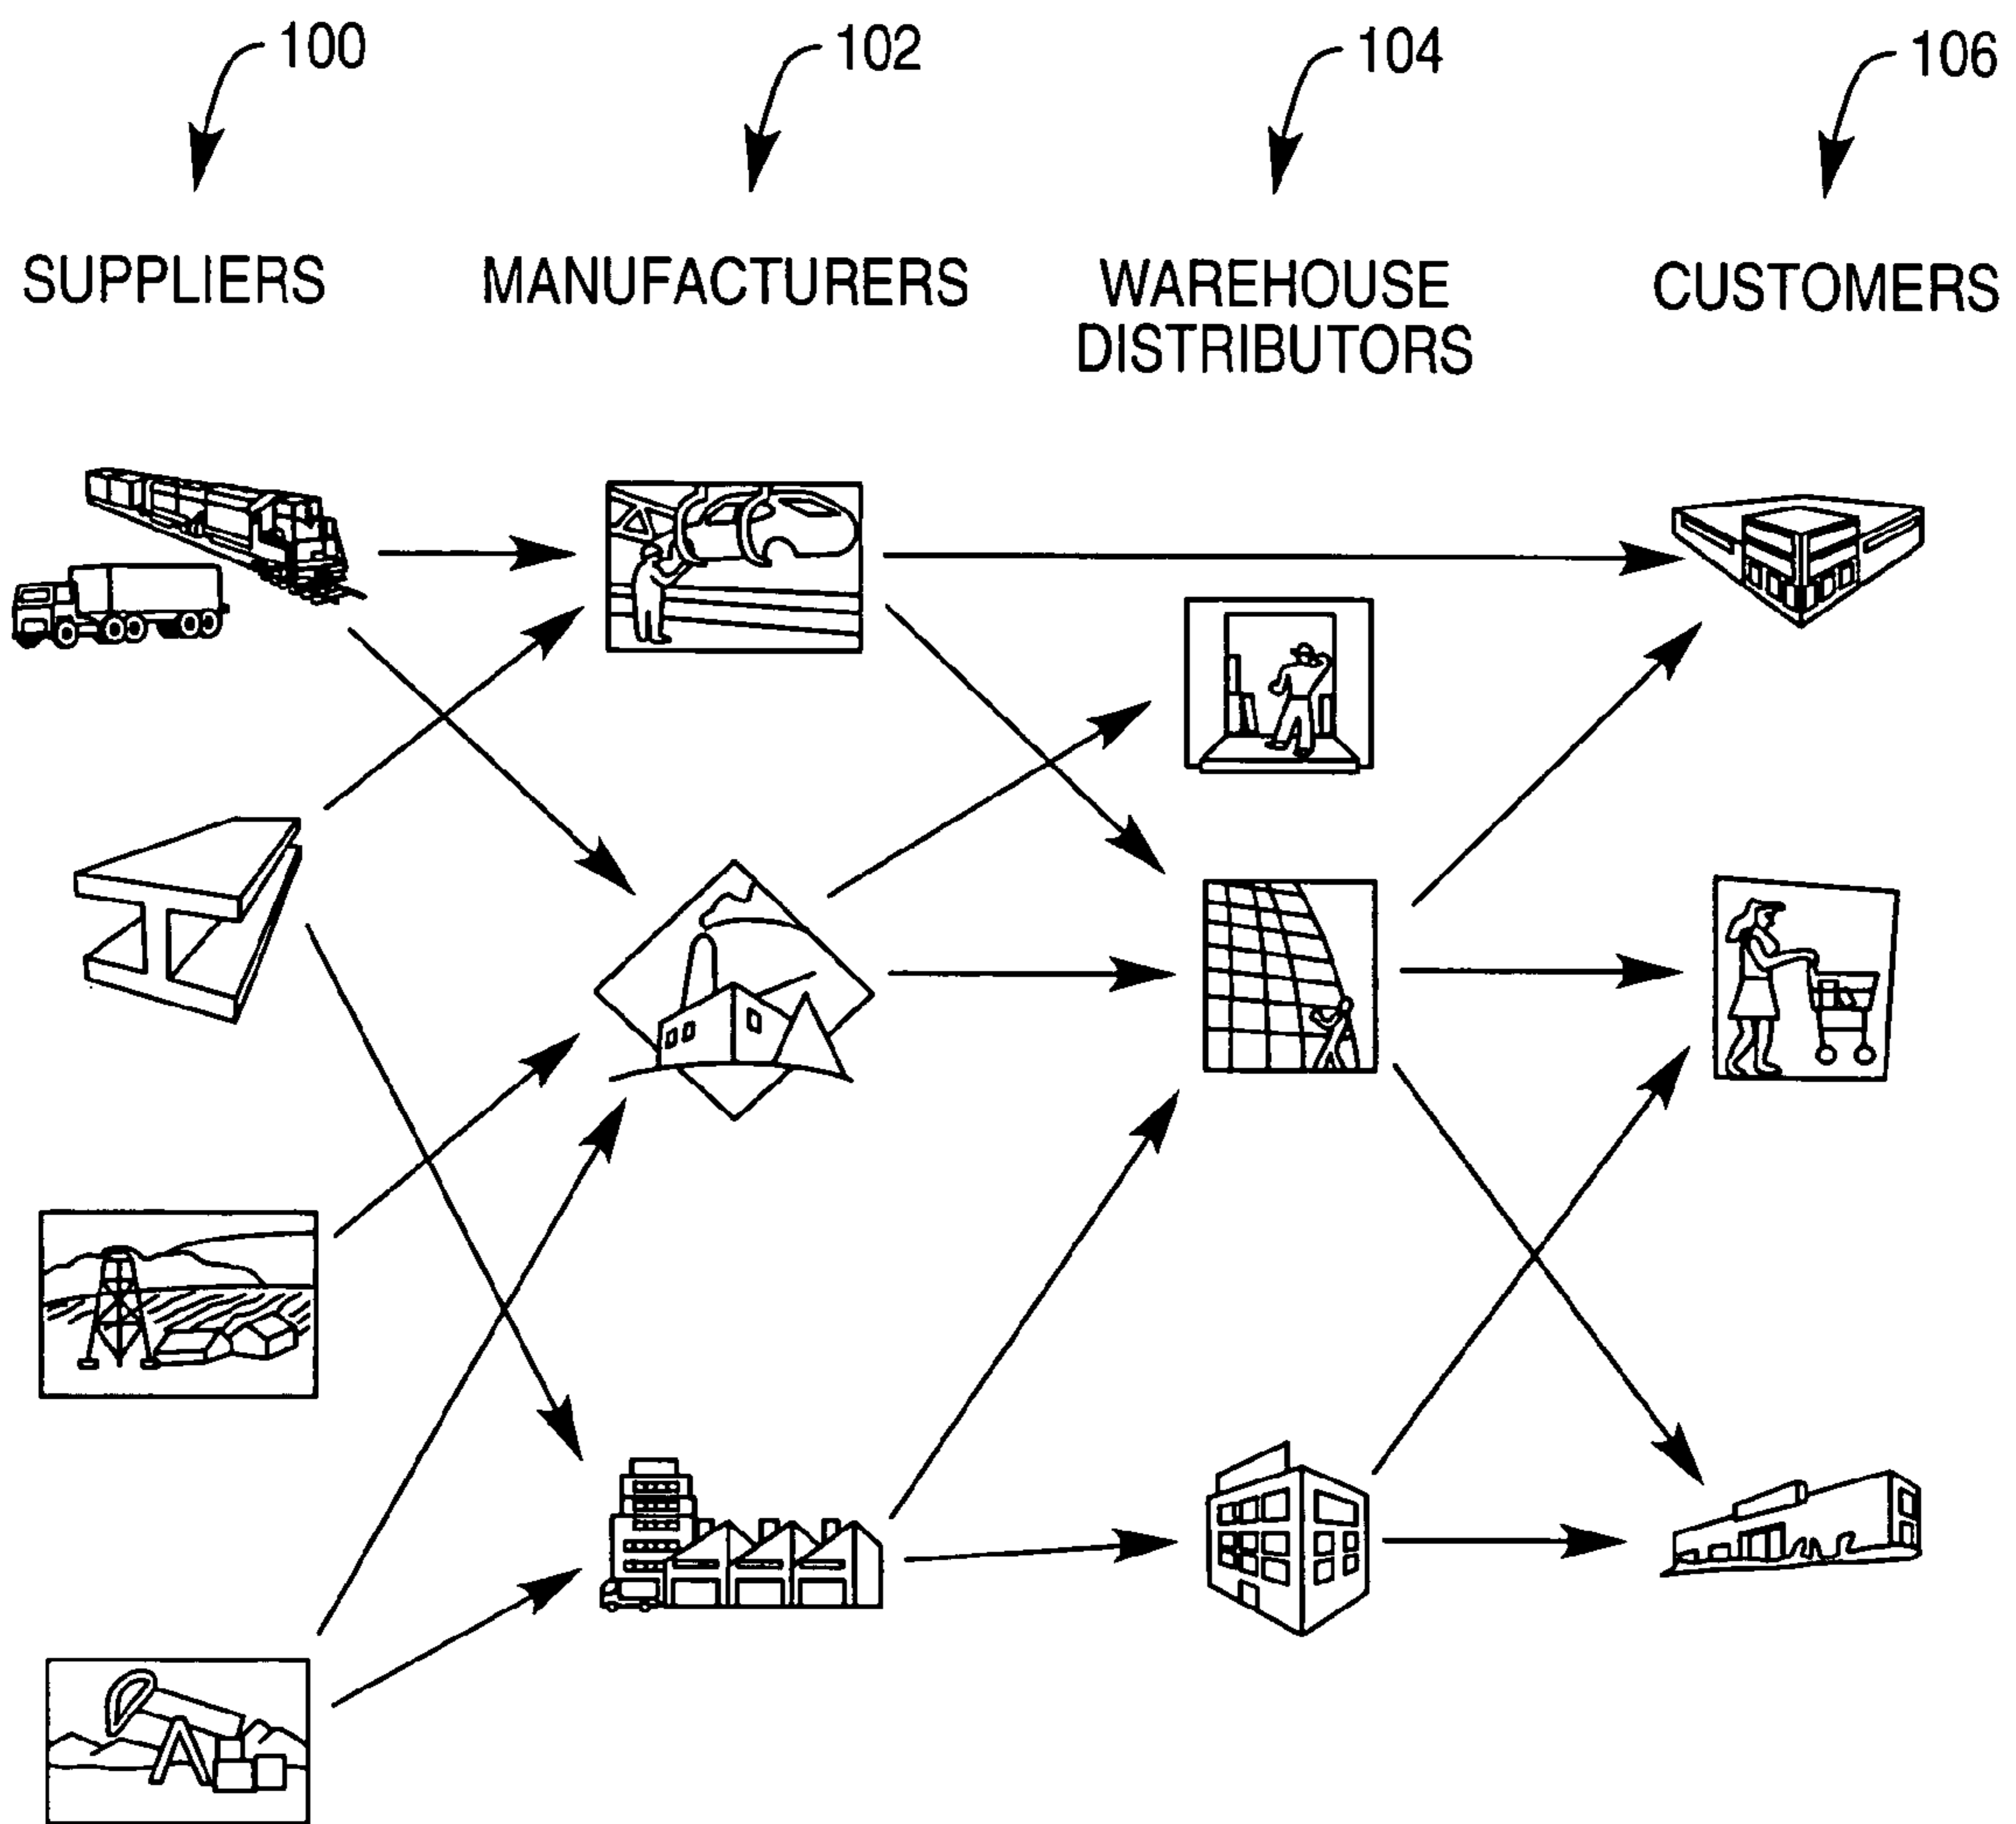 100
102
104
106
SUPPLIERS
MANUFACTURERS
WAREHOUSE
DISTRIBUTORS
CUSTOMERS